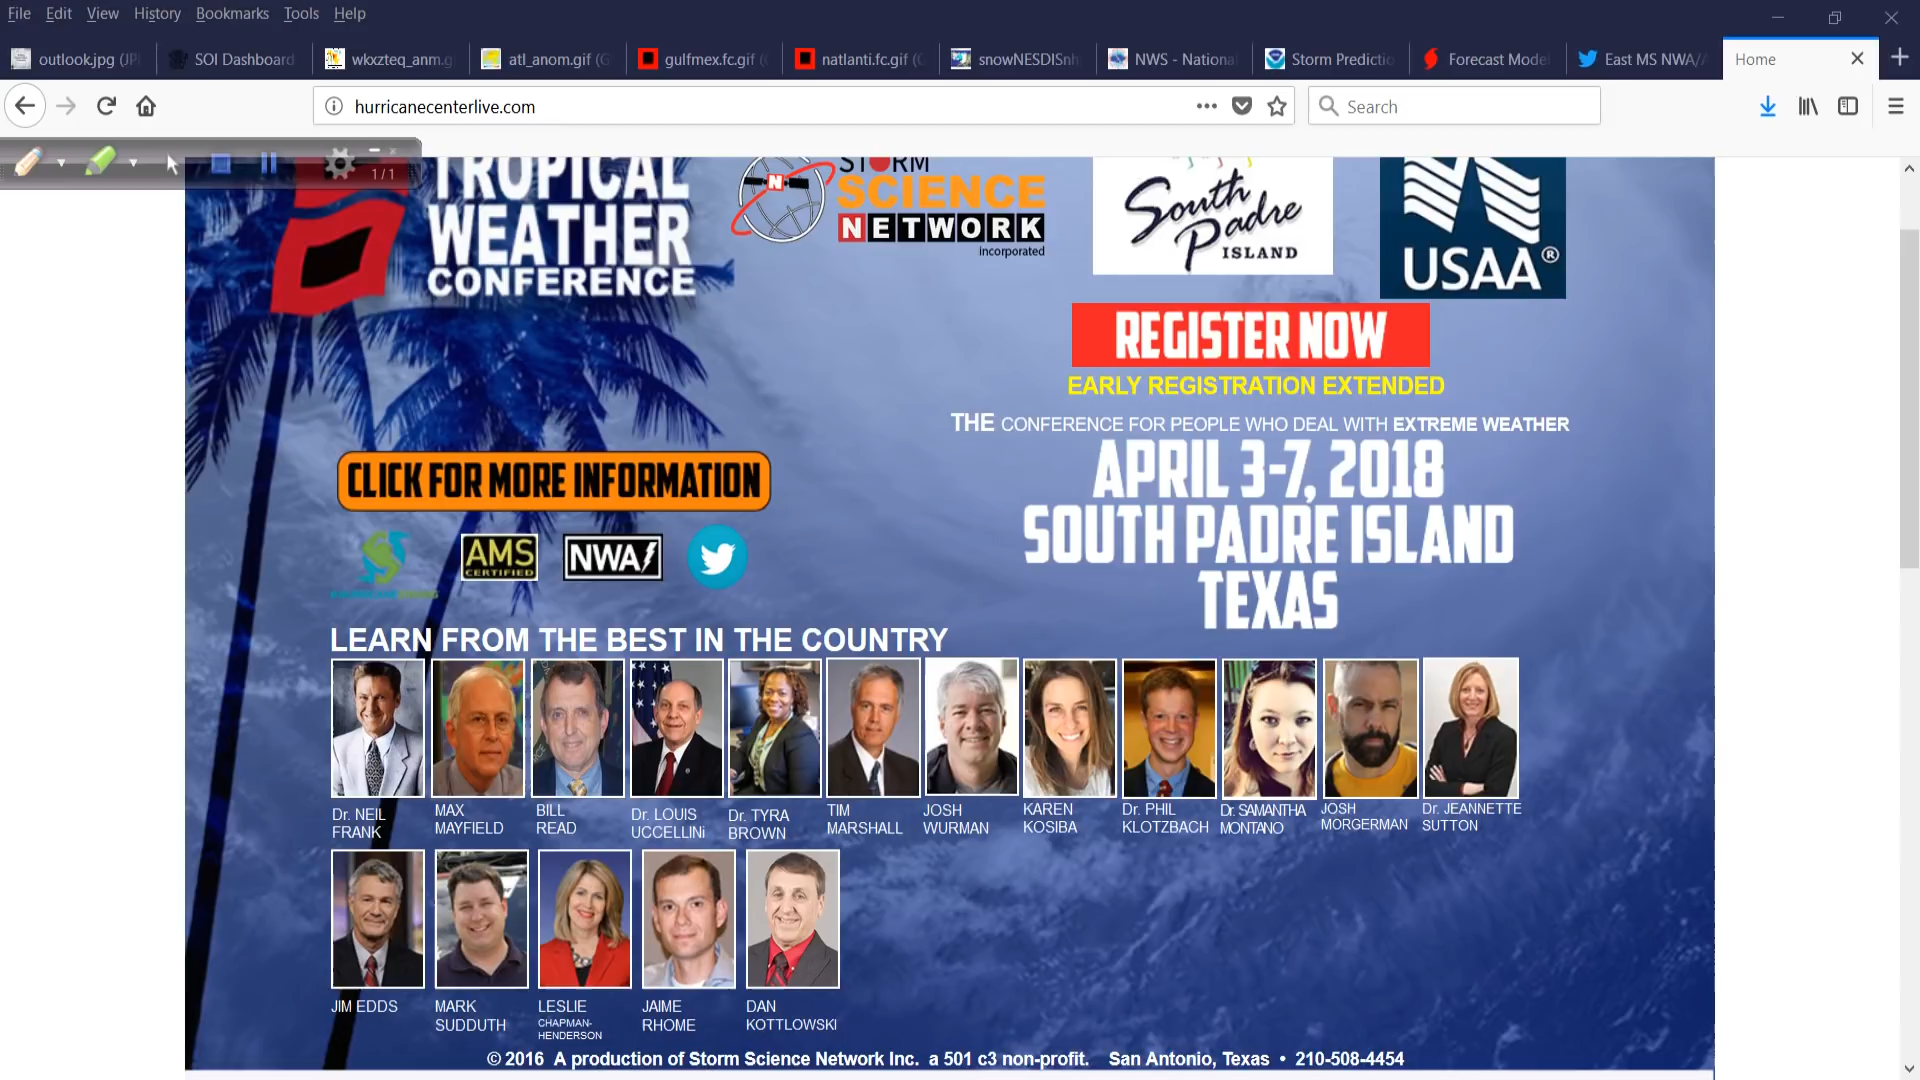 File Edit View History Bookmarks Tools Help
outlook.jpg (JP
SOI Dashboard
wkxzteq_anm.g
atl_anom.gif (G
gulfmex.fc.gif (
natlanti.fc.gif (
snowNESDISnh
NWS - Nationa
Storm Predictio
Forecast Mode
East MS NWA/
Home
hurricanecenterlive.com
Search
1/1
TROPICAL
WEATHER
CONFERENCE
STORM
SCIENCE
NETWORK
incorporated
South
Padre
ISLAND
USAA®
REGISTER NOW
EARLY REGISTRATION EXTENDED
THE CONFERENCE FOR PEOPLE WHO DEAL WITH EXTREME WEATHER
APRIL 3-7, 2018
SOUTH PADRE ISLAND
TEXAS
CLICK FOR MORE INFORMATION
AMS
CERTIFIED
NWA
LEARN FROM THE BEST IN THE COUNTRY
Dr. NEIL
FRANK
MAX
MAYFIELD
BILL
READ
Dr. LOUIS
UCCELLINi
Dr. TYRA
BROWN
TIM
MARSHALL
JOSH
WURMAN
KAREN
KOSIBA
Dr. PHIL
KLOTZBACH
Dr. SAMANTHA
MONTANO
JOSH
MORGERMAN
Dr. JEANNETTE
SUTTON
JIM EDDS
MARK
SUDDUTH
LESLIE
CHAPMAN-
HENDERSON
JAIME
RHOME
DAN
KOTTLOWSKI
© 2016 A production of Storm Science Network Inc. a 501 c3 non-profit. San Antonio, Texas • 210-508-4454